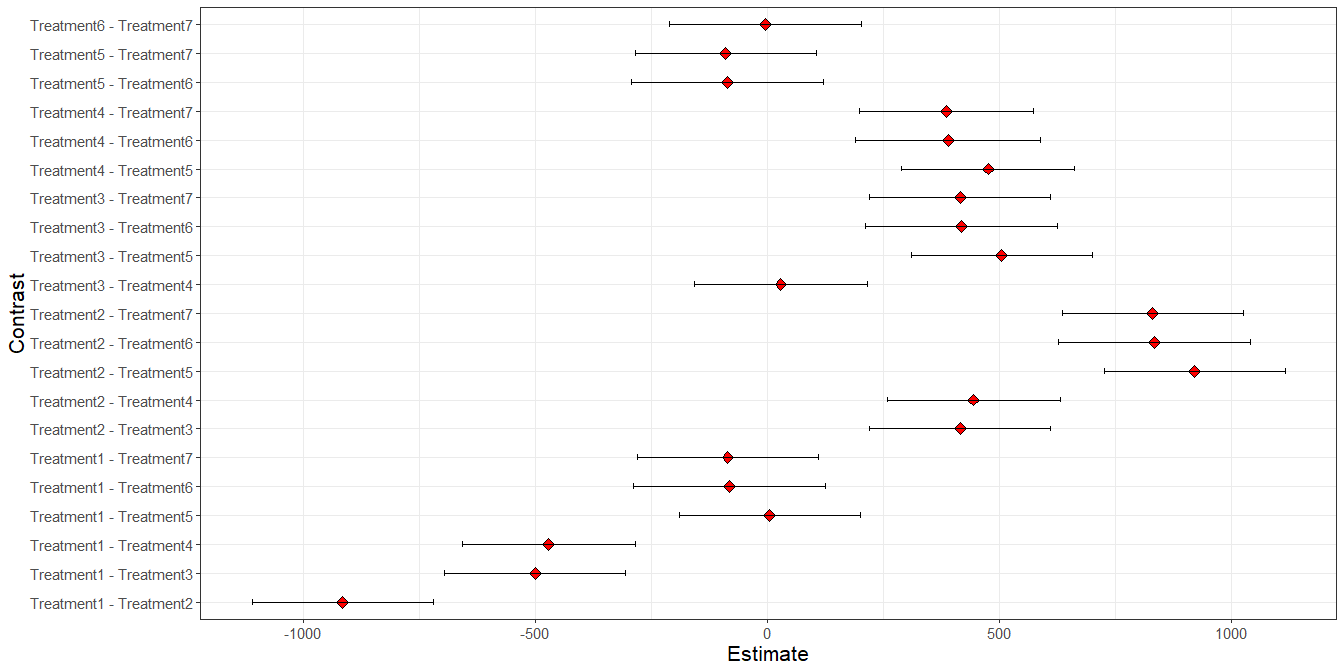 Treatment6 - Treatment7
Treatment5 - Treatment7
Treatment5 - Treatment6
Treatment4 - Treatment7
Treatment4 - Treatment6
Treatment4 - Treatment5
Treatment3 - Treatment7
Treatment3 - Treatment6
Treatment3 - Treatment5
Treatment3 - Treatment4
Treatment2 - Treatment7
Treatment2 - Treatment6
Treatment2 - Treatment5
Treatment2 - Treatment4
Treatment2 - Treatment3
Treatment1 - Treatment7
Treatment1 - Treatment6
Treatment1 - Treatment5
Treatment1 - Treatment4
Treatment1 - Treatment3
Treatment1 - Treatment2
Contrast
-1000 -500 0 500 1000
Estimate